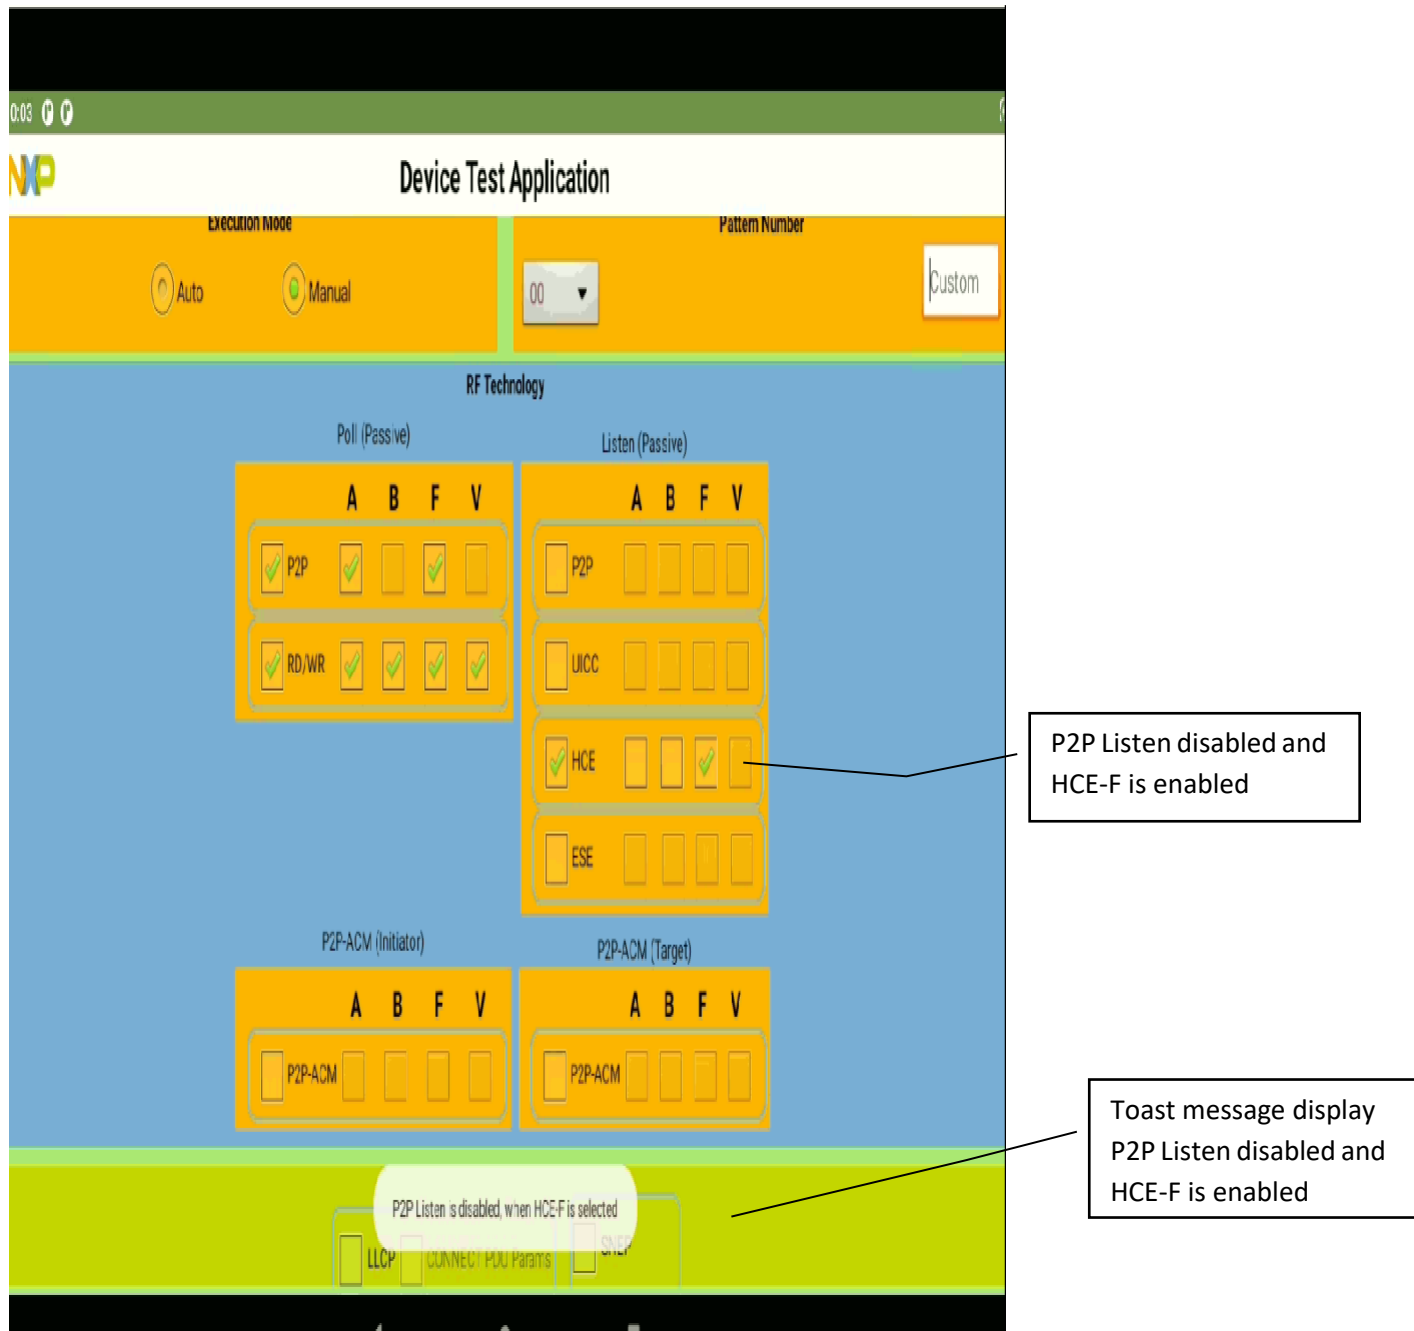 0:03
NXP
Device Test Application
Execution Mode
Pattern Number
Auto
Manual
00
Custom
RF Technology
Poll (Passive)
Listen (Passive)
A B F V
A B F V
P2P
P2P
RD/WR
UICC
HCE
P2P Listen disabled and
HCE-F is enabled
ESE
P2P-ACM (Initiator)
P2P-ACM (Target)
A B F V
A B F V
P2P-ACM
P2P-ACM
Toast message display
P2P Listen disabled and
HCE-F is enabled
P2P Listen is disabled, when HCE-F is selected
LLCP
CONNECT PDU Params
SNEP